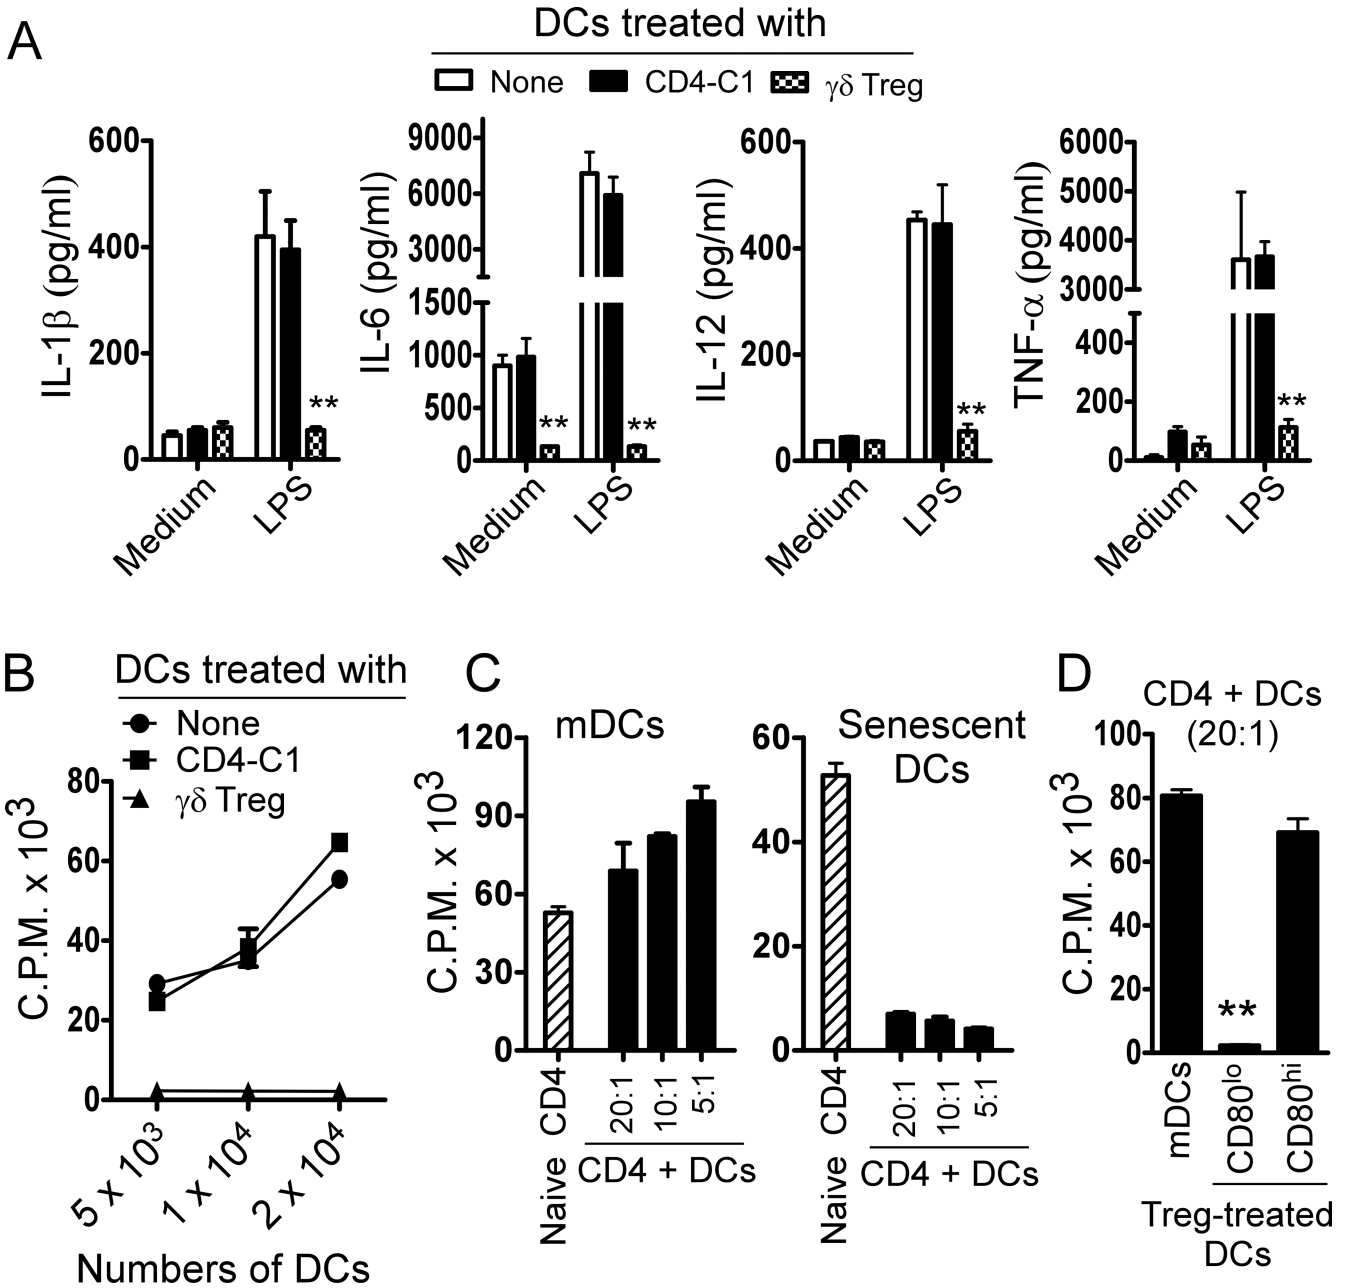 A
DCs treated with
None CD4-C1 γδ Treg
IL-1β (pg/ml)
600
400
200
0
Medium
LPS
**
IL-6 (pg/ml)
9000
6000
3000
1500
1000
500
0
Medium
LPS
**
**
IL-12 (pg/ml)
600
400
200
0
Medium
LPS
**
TNF-α (pg/ml)
6000
5000
4000
3000
400
200
0
Medium
LPS
**
B
DCs treated with
None
CD4-C1
γδ Treg
C.P.M. x 10³
80
60
40
20
0
5 x 10³
1 x 10⁴
2 x 10⁴
Numbers of DCs
C
mDCs
C.P.M. x 10³
120
90
60
30
0
Naive CD4
20:1
10:1
5:1
CD4 + DCs
Senescent
DCs
60
40
20
0
C.P.M. x 10³
Naive CD4
20:1
10:1
5:1
CD4 + DCs
D
CD4 + DCs
(20:1)
C.P.M. x 10³
100
80
60
40
20
0
**
mDCs
CD80lo
CD80hi
Treg-treated
DCs